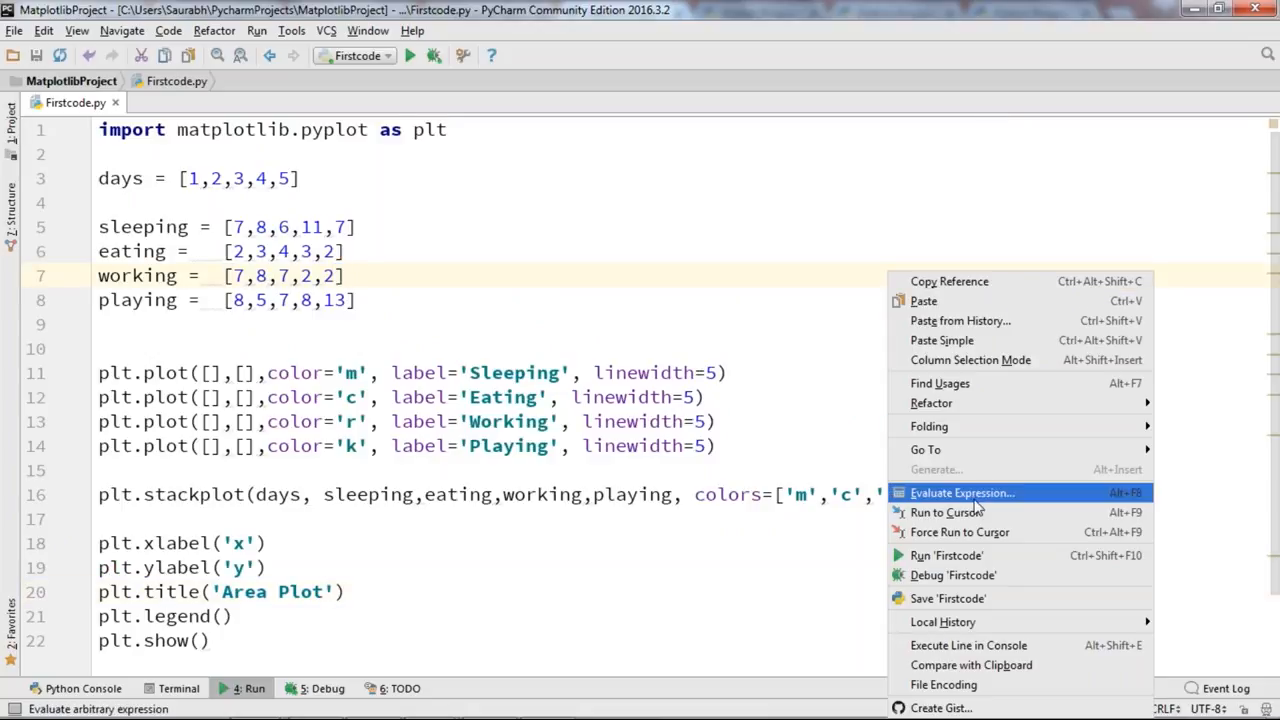 MatplotlibProject - [C:\Users\Saurabh\PycharmProjects\MatplotlibProject] - ...\Firstcode.py - PyCharm Community Edition 2016.3.2
File Edit View Navigate Code Refactor Run Tools VCS Window Help
Firstcode
MatplotlibProject Firstcode.py
Firstcode.py
1: Project
Z: Structure
2: Favorites
1 import matplotlib.pyplot as plt
2
3 days = [1,2,3,4,5]
4
5 sleeping = [7,8,6,11,7]
6 eating = [2,3,4,3,2]
7 working = [7,8,7,2,2]
8 playing = [8,5,7,8,13]
9
10
11 plt.plot([],[],color='m', label='Sleeping', linewidth=5)
12 plt.plot([],[],color='c', label='Eating', linewidth=5)
13 plt.plot([],[],color='r', label='Working', linewidth=5)
14 plt.plot([],[],color='k', label='Playing', linewidth=5)
15
16 plt.stackplot(days, sleeping,eating,working,playing, colors=['m','c','
18 plt.xlabel('x')
19 plt.ylabel('y')
20 plt.title('Area Plot')
21 plt.legend()
22 plt.show()
Copy Reference Ctrl+Alt+Shift+C
Paste Ctrl+V
Paste from History... Ctrl+Shift+V
Paste Simple Ctrl+Alt+Shift+V
Column Selection Mode Alt+Shift+Insert
Find Usages Alt+F7
Refactor
Folding
Go To
Generate... Alt+Insert
Evaluate Expression... Alt+F8
Run to Cursor Alt+F9
Force Run to Cursor Ctrl+Alt+F9
Run 'Firstcode' Ctrl+Shift+F10
Debug 'Firstcode'
Save 'Firstcode'
Local History
Execute Line in Console Alt+Shift+E
Compare with Clipboard
File Encoding
Create Gist...
Python Console Terminal 4: Run 5: Debug 6: TODO Event Log
Evaluate arbitrary expression CRLF: UTF-8: